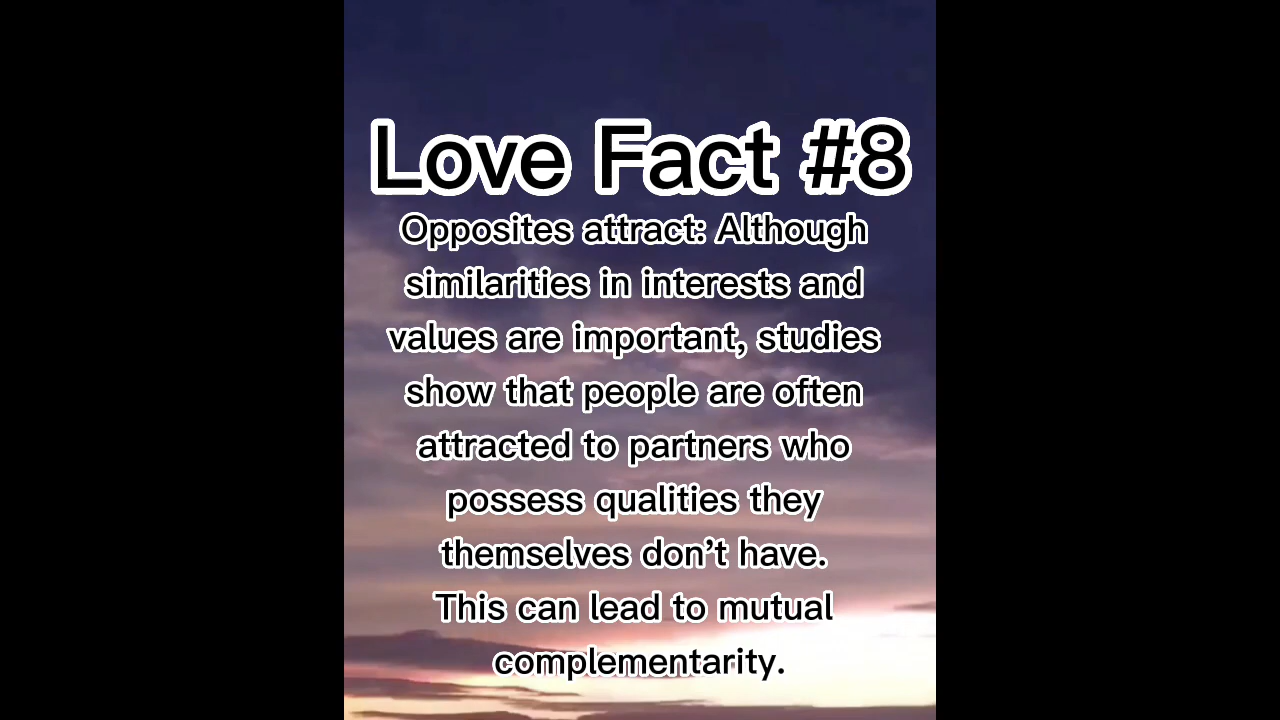 Love Fact #8
Opposites attract: Although
similarities in interests and
values are important, studies
show that people are often
attracted to partners who
possess qualities they
themselves don’t have.
This can lead to mutual
complementarity.